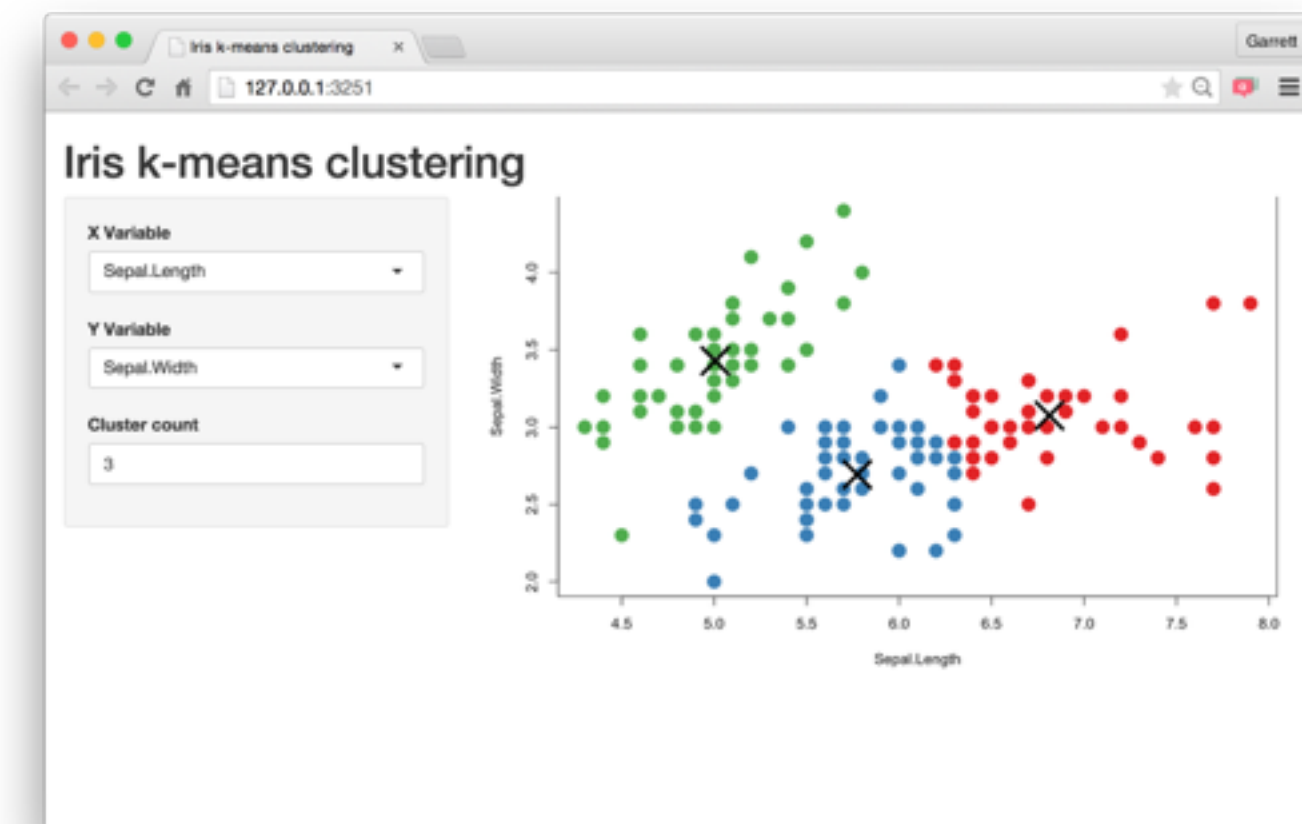 Iris k-means clustering
Garrett
127.0.0.1:3251
Iris k-means clustering
X Variable
Sepal.Length
Y Variable
Sepal.Width
Cluster count
3
Sepal.Width
4.0
3.5
3.0
2.5
2.0
4.5 5.0 5.5 6.0 6.5 7.0 7.5 8.0
Sepal.Length